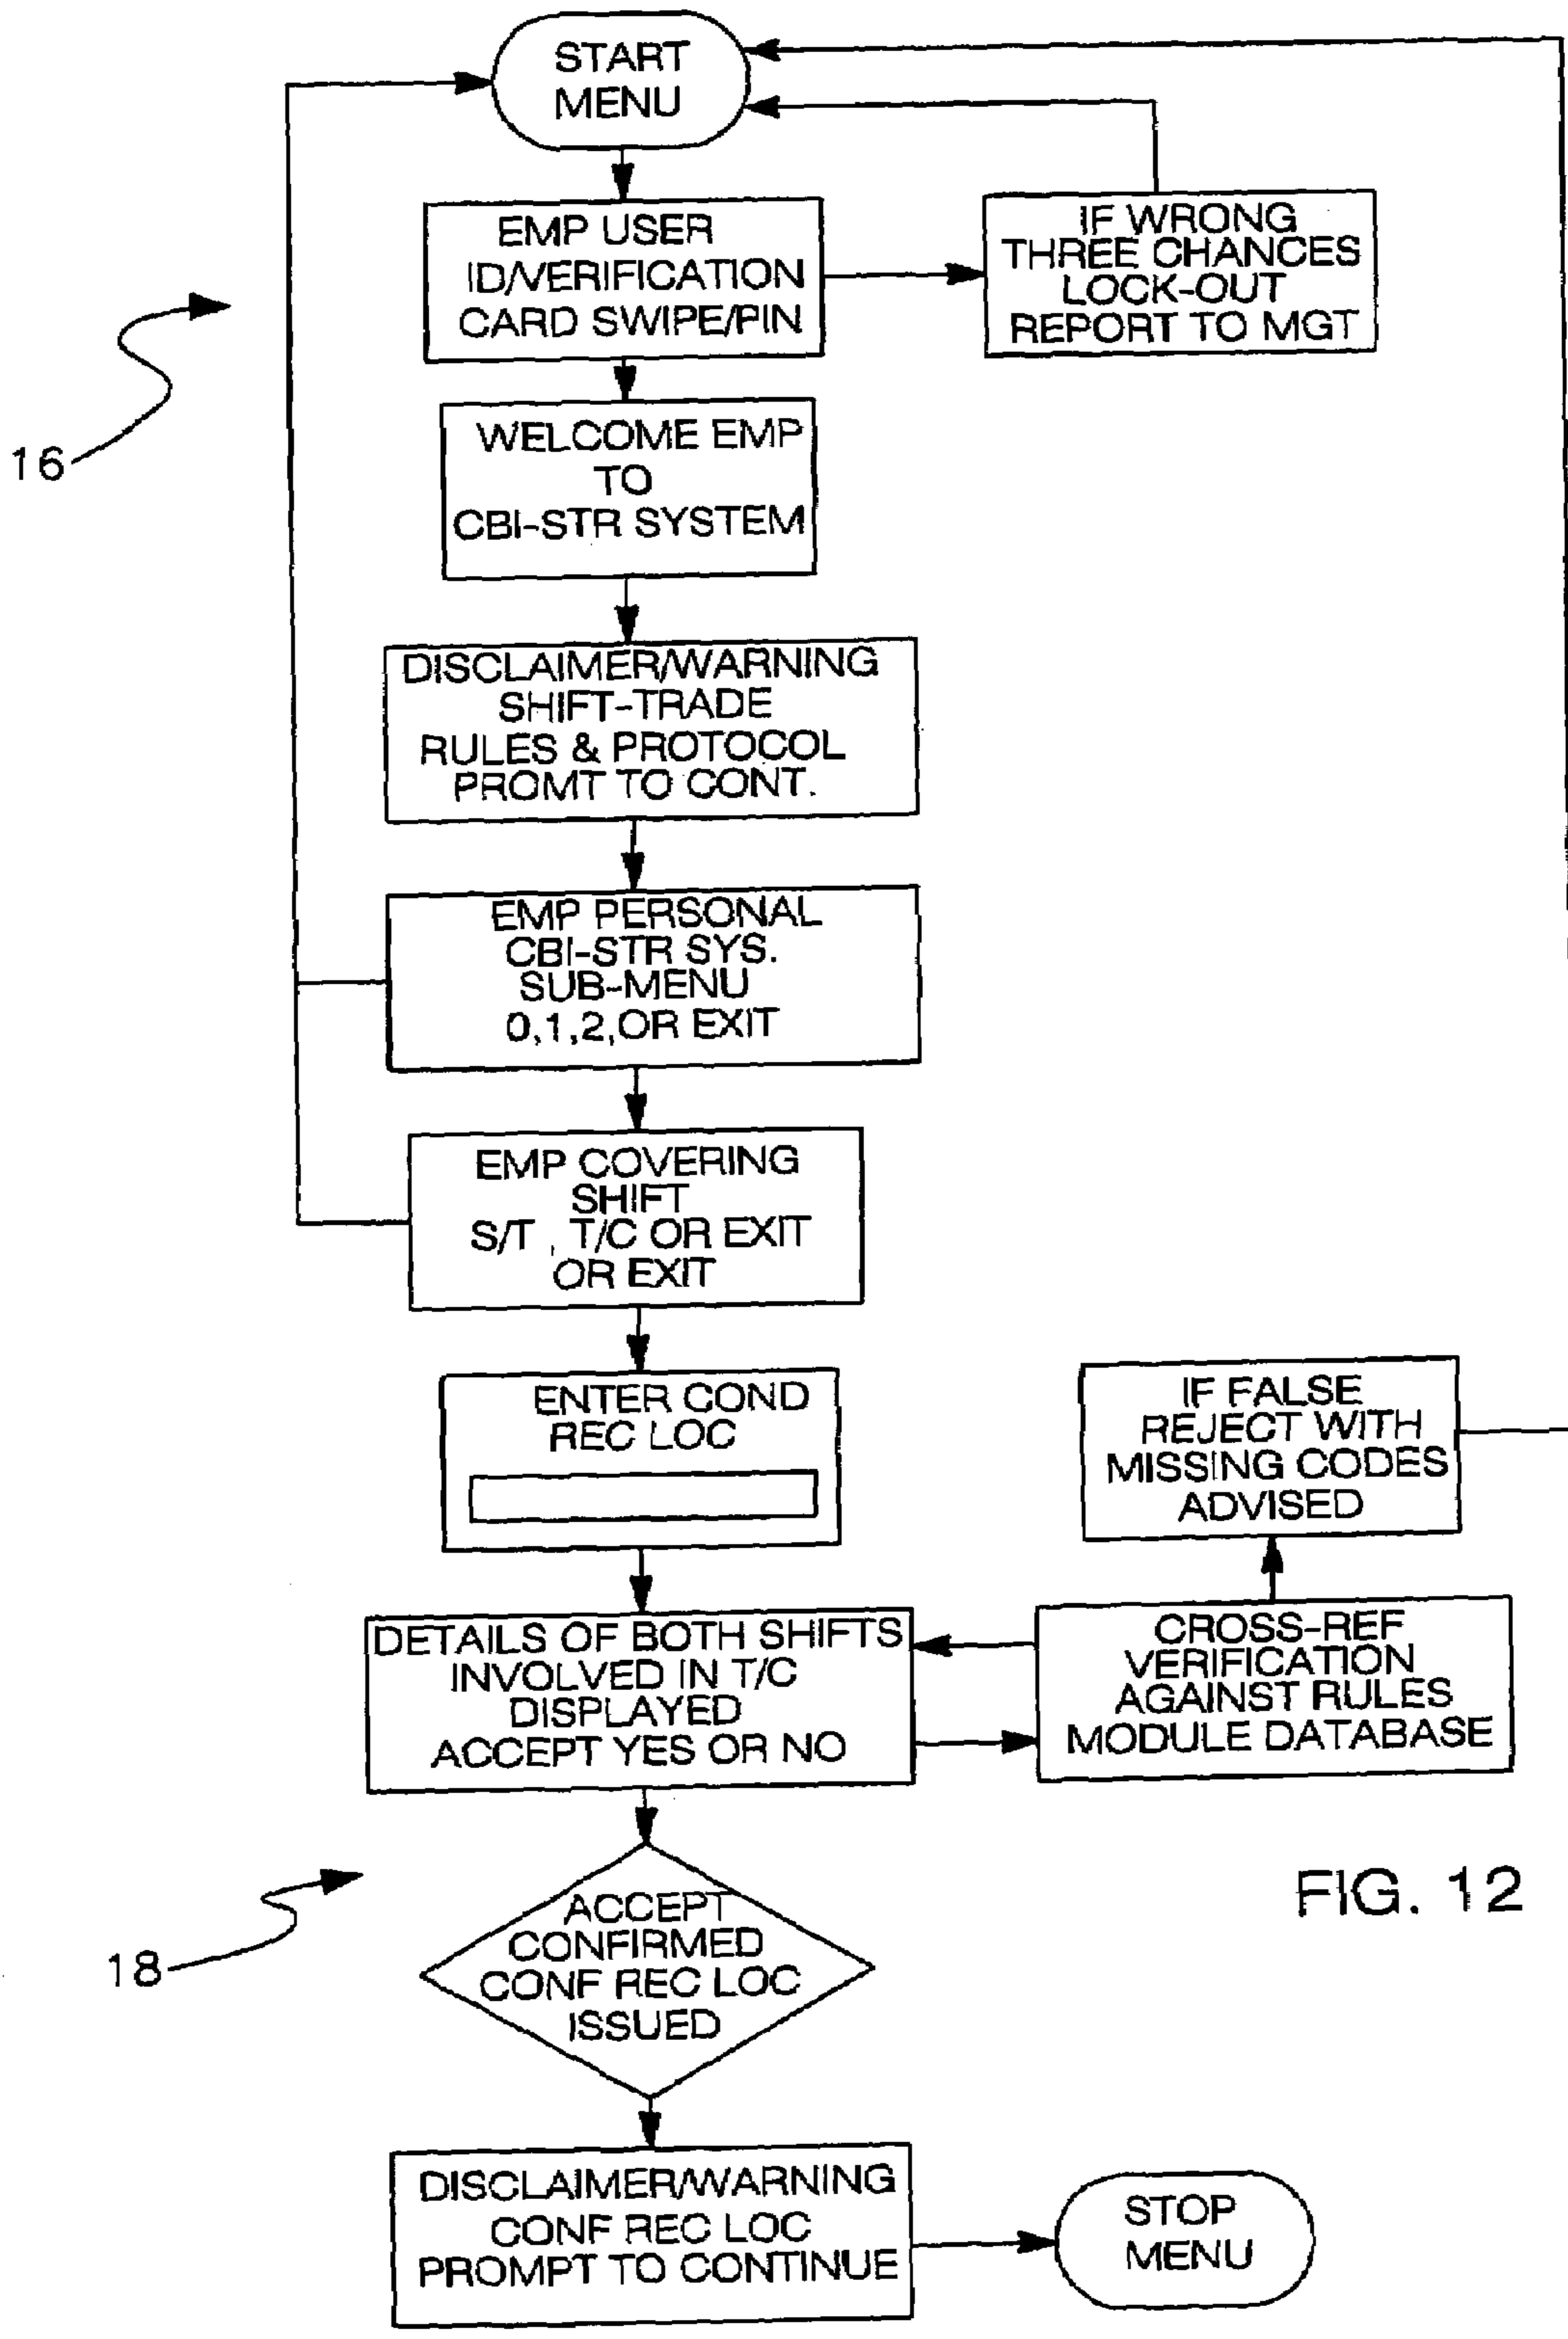 START
MENU
EMP USER
ID/VERIFICATION
CARD SWIPE/PIN
IF WRONG
THREE CHANCES
LOCK-OUT
REPORT TO MGT
16
WELCOME EMP
TO
CBI-STR SYSTEM
DISCLAIMER/WARNING
SHIFT-TRADE
RULES & PROTOCOL
PROMT TO CONT.
EMP PERSONAL
CBI-STR SYS.
SUB-MENU
0,1,2,OR EXIT
EMP COVERING
SHIFT
S/T , T/C OR EXIT
OR EXIT
ENTER COND
REC LOC
IF FALSE
REJECT WITH
MISSING CODES
ADVISED
DETAILS OF BOTH SHIFTS
INVOLVED IN T/C
DISPLAYED
ACCEPT YES OR NO
CROSS-REF
VERIFICATION
AGAINST RULES
MODULE DATABASE
FIG. 12
18
ACCEPT
CONFIRMED
CONF REC LOC
ISSUED
DISCLAIMER/WARNING
CONF REC LOC
PROMPT TO CONTINUE
STOP
MENU